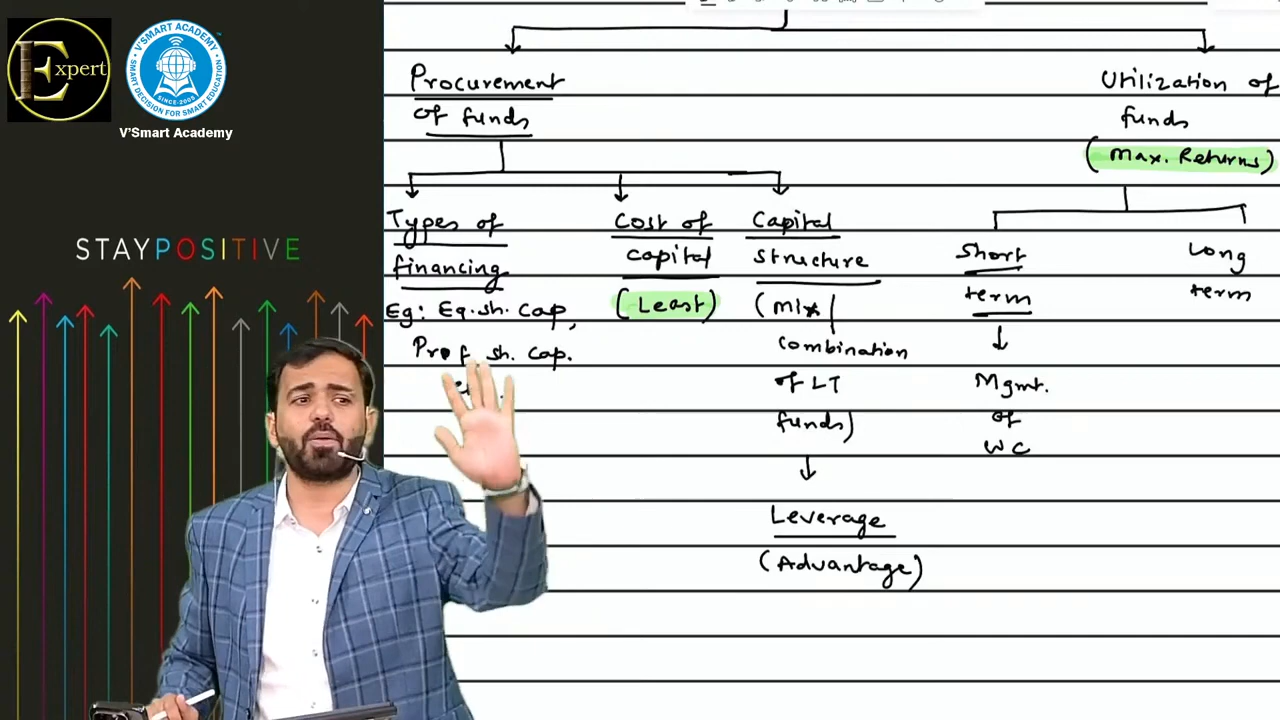 Expert
V'SMART ACADEMY
SMART DECISION FOR SMART EDUCATION
SINCE-2005
V'Smart Academy
STAYPOSITIVE
Procurement
of funds
Utilization of
funds
(Max. Returns)
Types of
financing
Eg: Eq. sh. Cap,
Pref. sh. Cap.
Cost of
capital
(Least)
Capital
structure
(mix/
combination
of LT
funds)
Leverage
(Advantage)
Short
term
Mgmt.
of
WC
Long
term